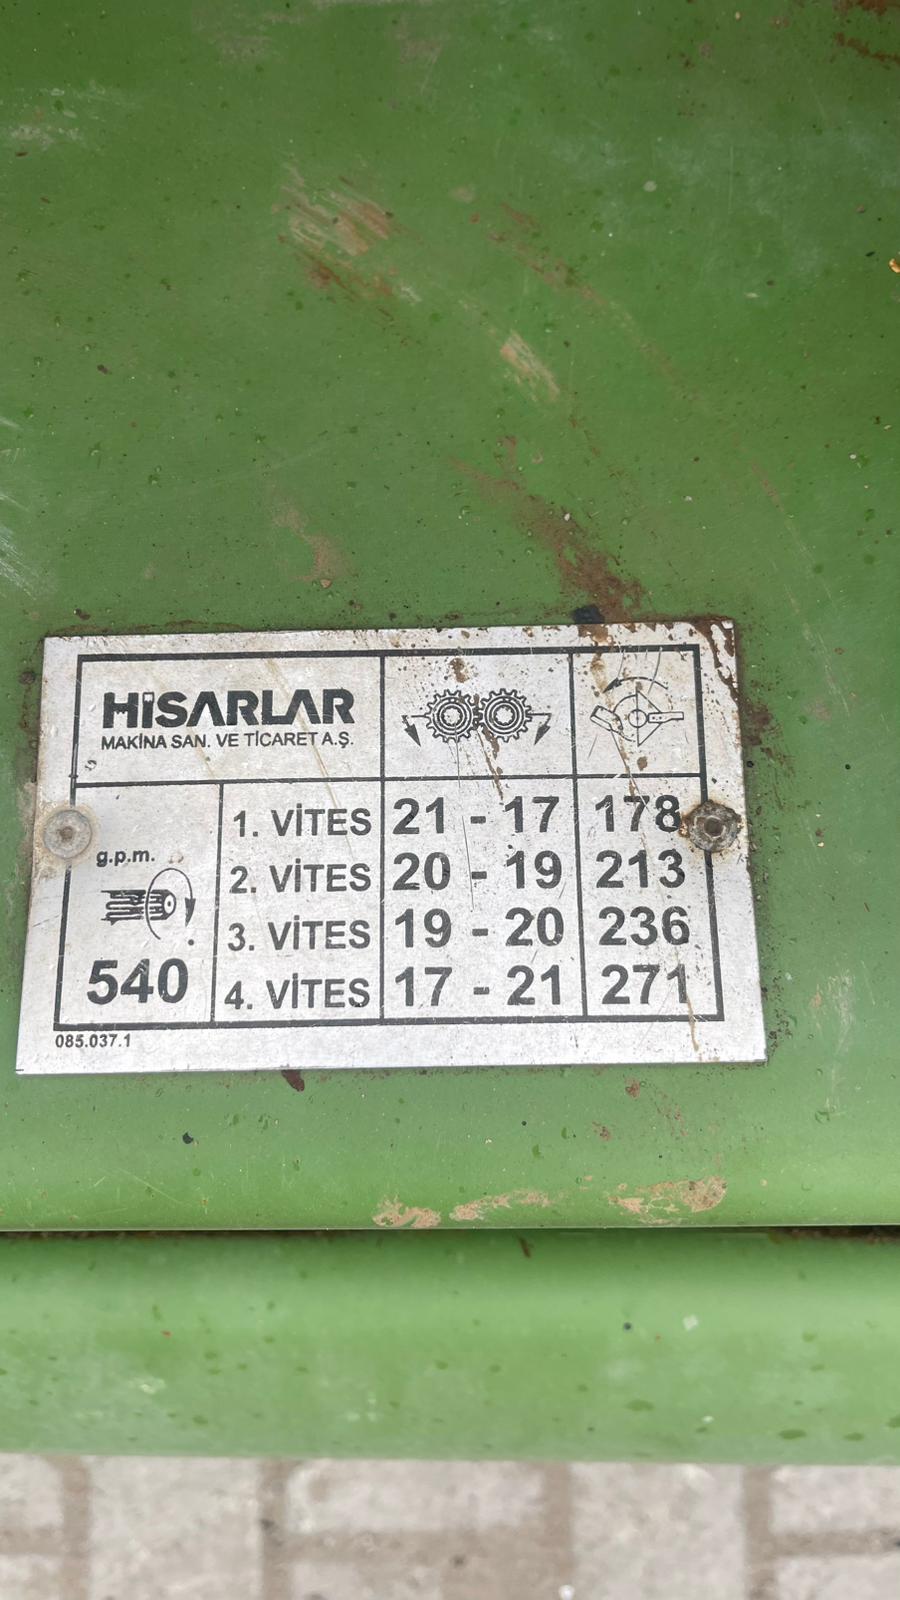 HİSARLAR
MAKİNA SAN. VE TİCARET A.Ş.
g.p.m.
540
1. VİTES 21 - 17 178
2. VİTES 20 - 19 213
3. VİTES 19 - 20 236
4. VİTES 17 - 21 271
085.037.1